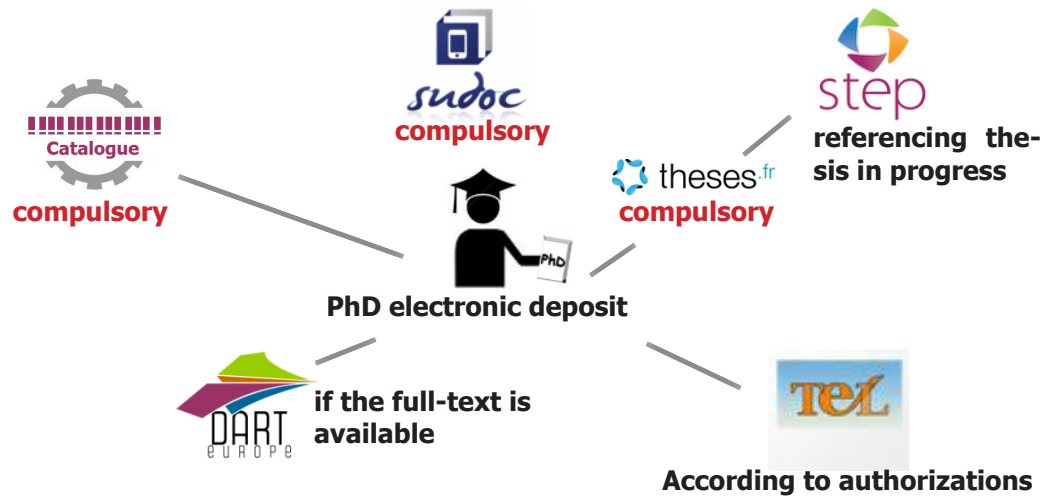 sudoc
compulsory
step
referencing the-
sis in progress
Catalogue
compulsory
theses.fr
compulsory
PhD
PhD electronic deposit
DART
EUROPE
if the full-text is
available
TEL
According to authorizations